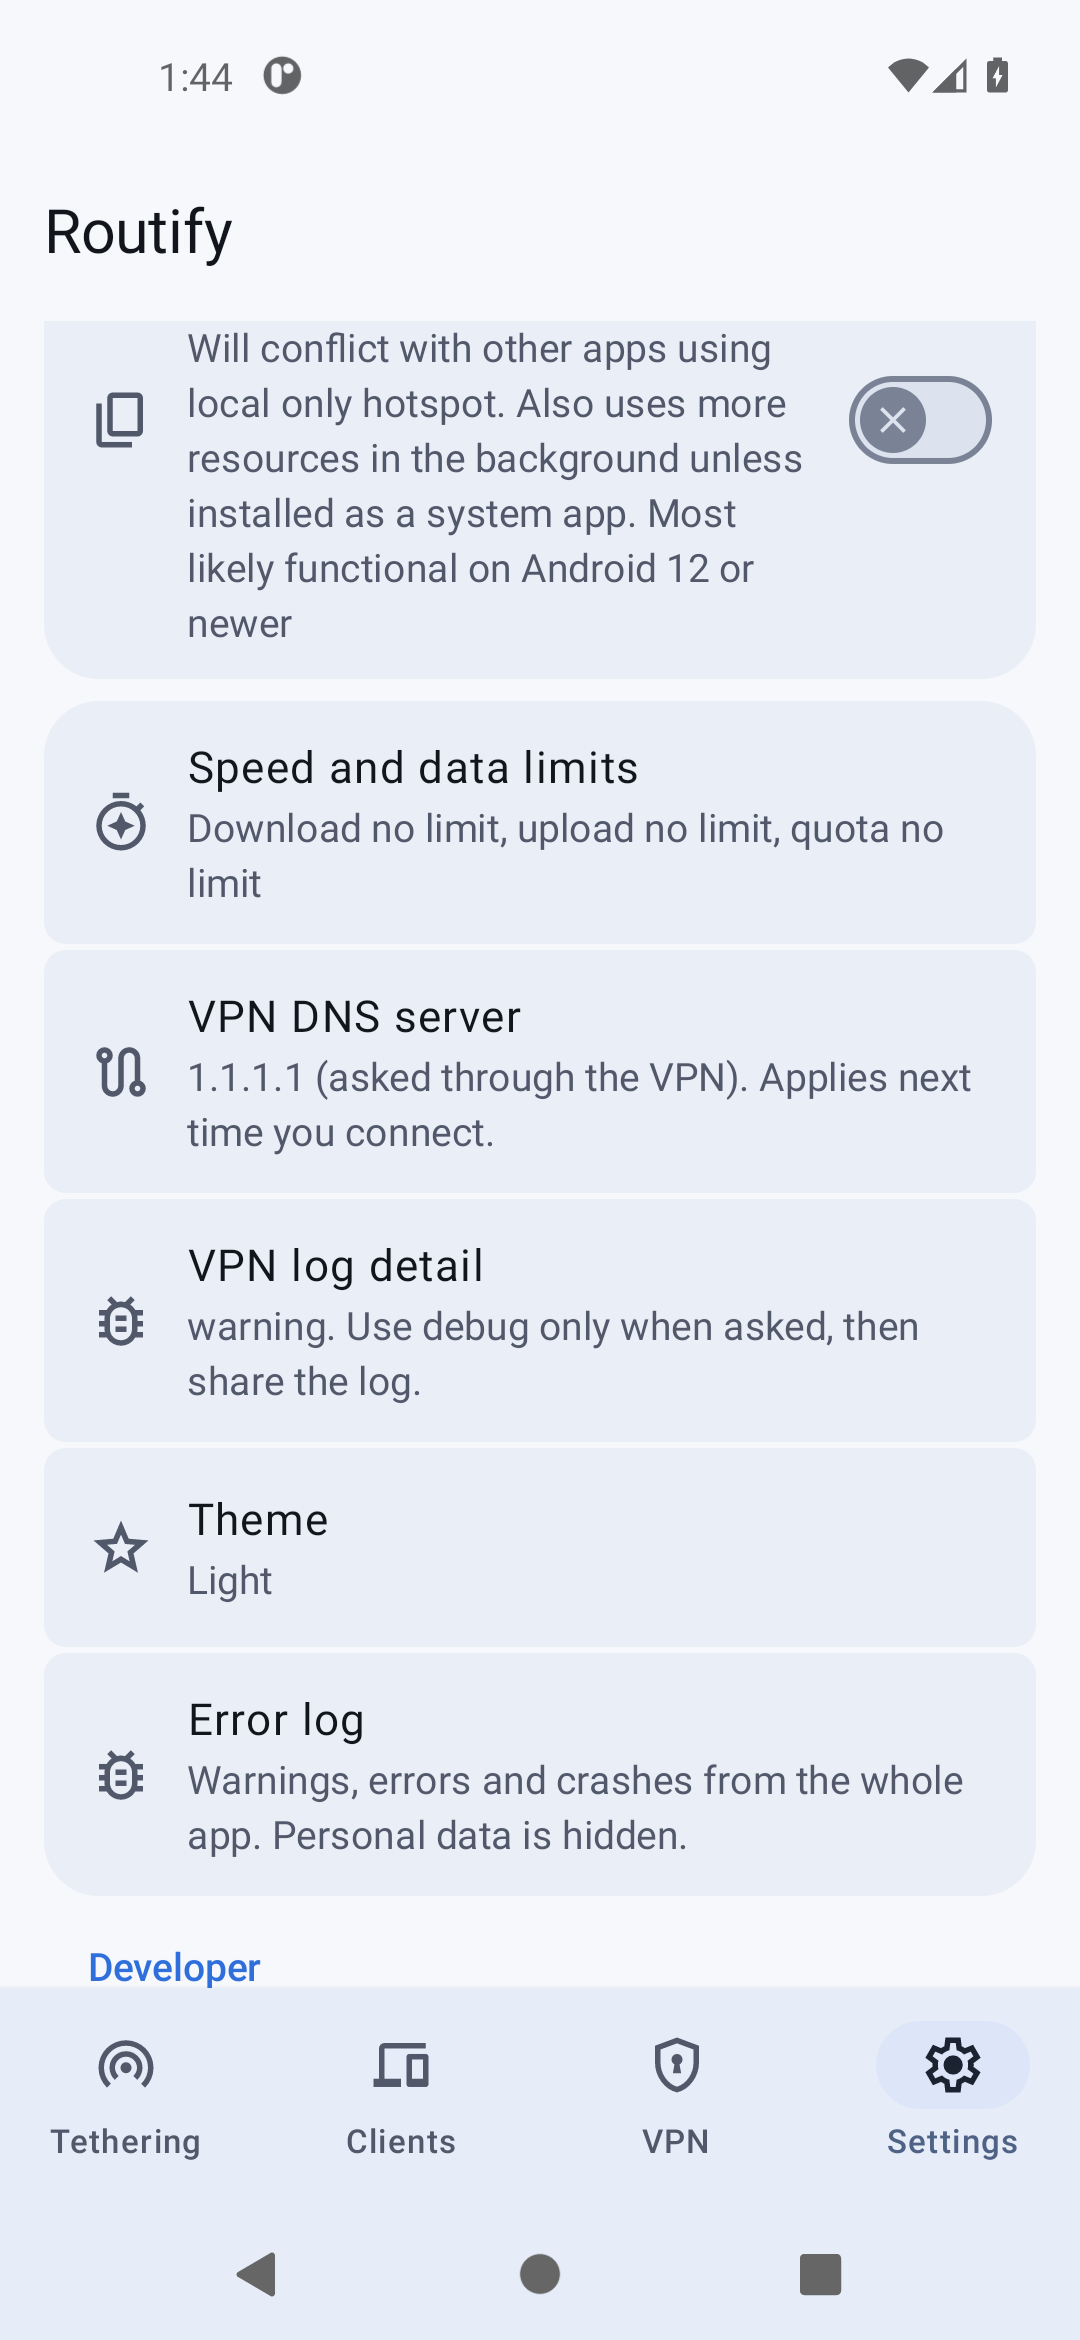 1:44
Routify
Will conflict with other apps using
local only hotspot. Also uses more
resources in the background unless
installed as a system app. Most
likely functional on Android 12 or
newer
Speed and data limits
Download no limit, upload no limit, quota no
limit
VPN DNS server
1.1.1.1 (asked through the VPN). Applies next
time you connect.
VPN log detail
warning. Use debug only when asked, then
share the log.
Theme
Light
Error log
Warnings, errors and crashes from the whole
app. Personal data is hidden.
Developer
Tethering
Clients
VPN
Settings